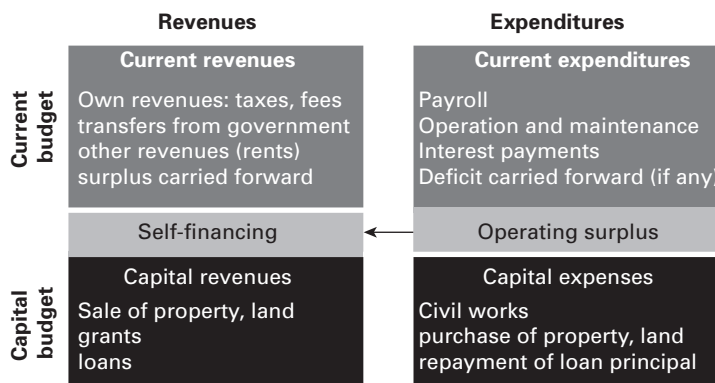 Revenues
Expenditures
Current budget
Current revenues
Own revenues: taxes, fees
transfers from government
other revenues (rents)
surplus carried forward
Current expenditures
Payroll
Operation and maintenance
Interest payments
Deficit carried forward (if any)
Self-financing
Operating surplus
Capital budget
Capital revenues
Sale of property, land
grants
loans
Capital expenses
Civil works
purchase of property, land
repayment of loan principal